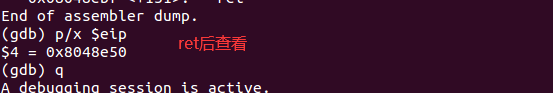 End of assembler dump.
(gdb) p/x $eip
$4 = 0x8048e50
ret后查看
(gdb) q
A debugging session is active.